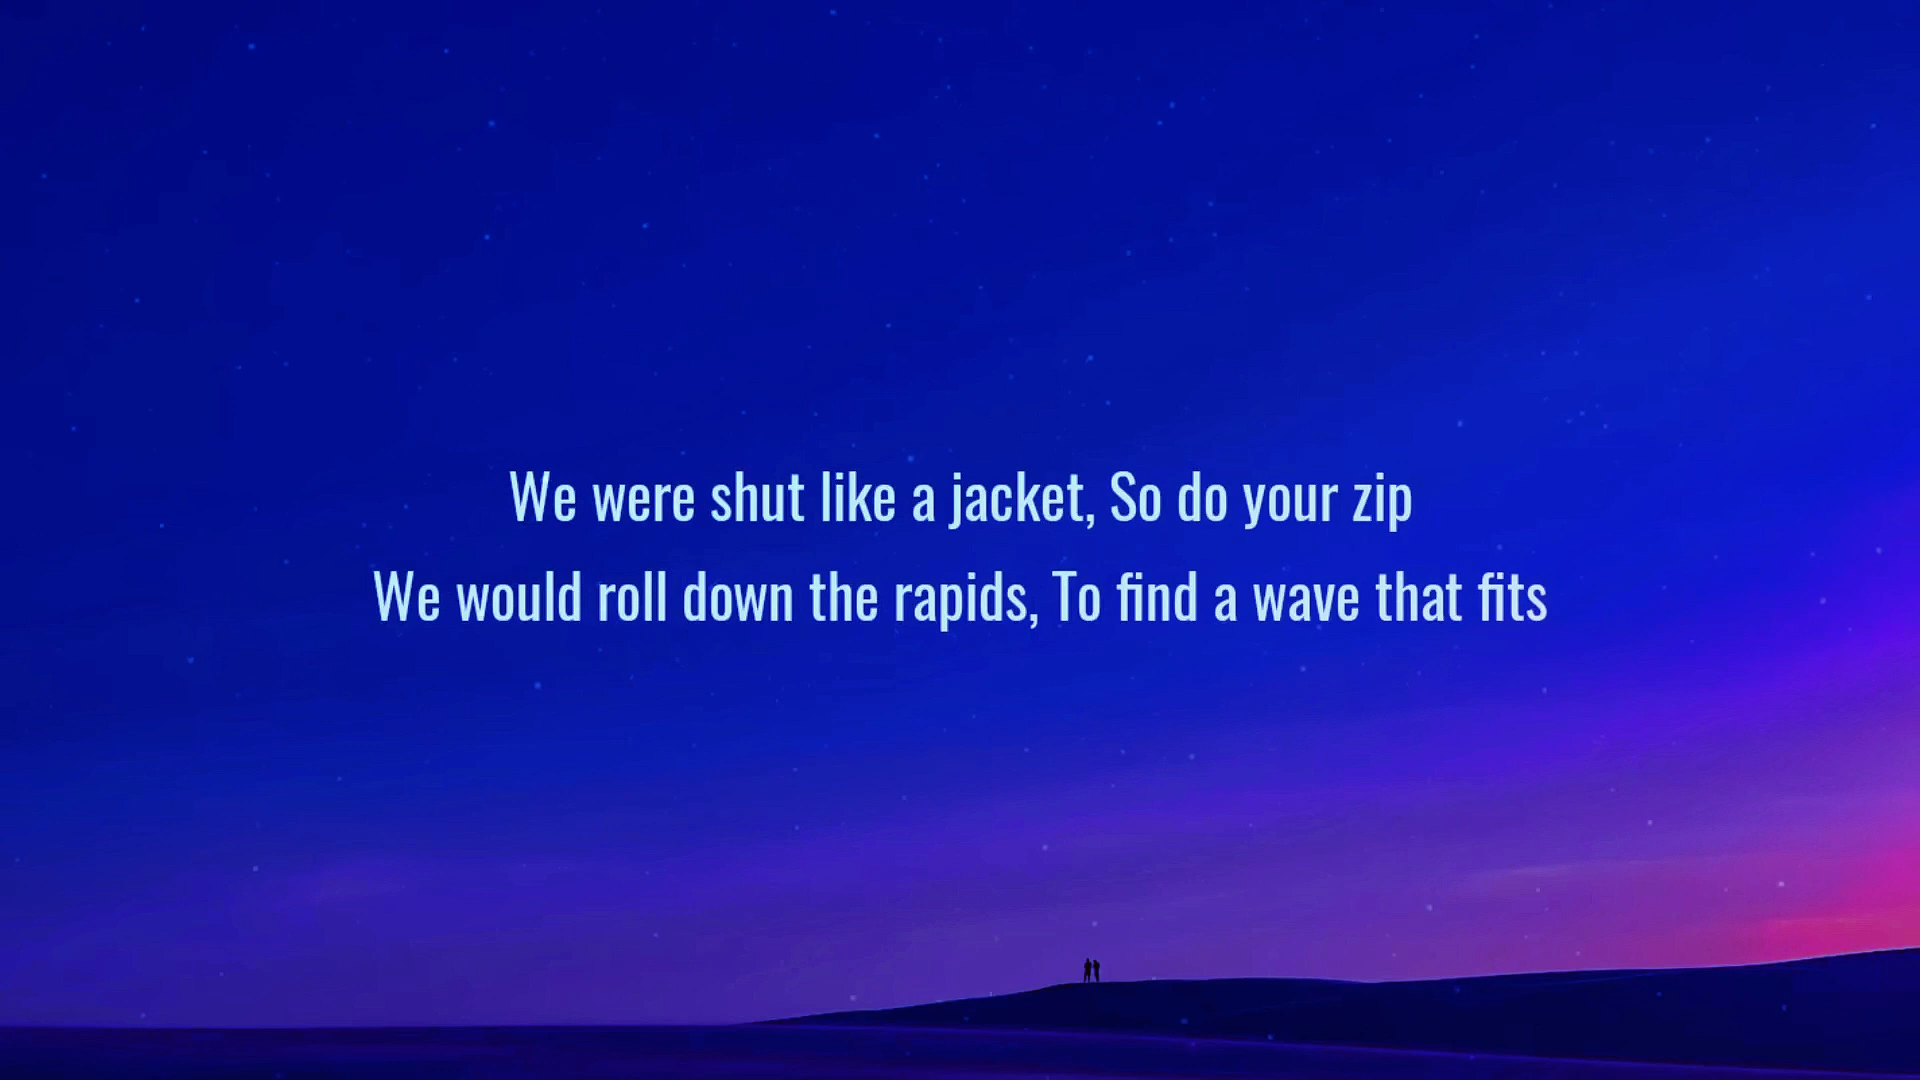 We were shut like a jacket, So do your zip
We would roll down the rapids, To find a wave that fits